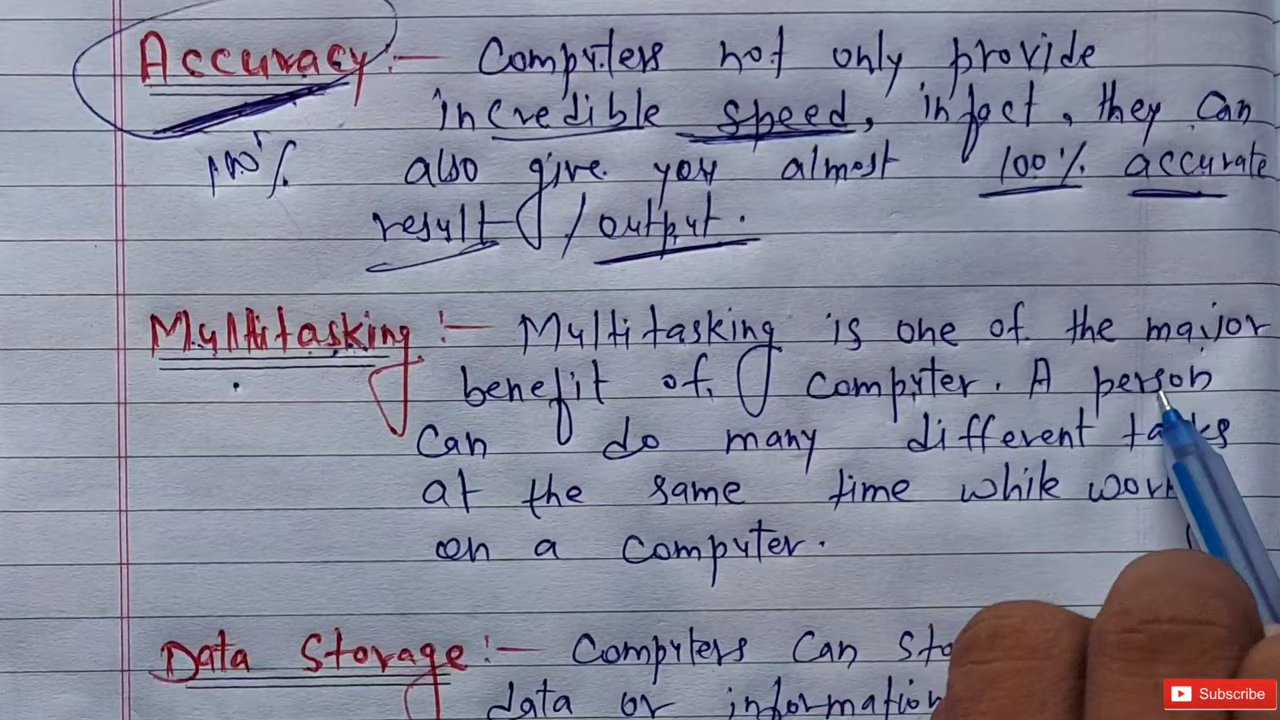 Accuracy :- Computers not only provide
incredible speed, infact, they can
100% also give you almost 100% accurate
result / output.
Multitasking :- Multitasking is one of the major
benefit of computer. A person
can do many different tasks
at the same time while
on a computer.
Data Storage :- Computers can
data or information
Subscribe